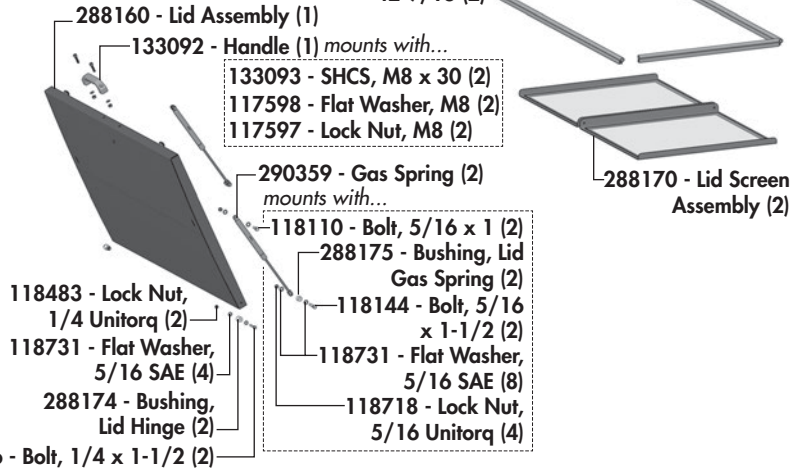 288160 - Lid Assembly (1)
133092 - Handle (1) mounts with...
133093 - SHCS, M8 x 30 (2)
117598 - Flat Washer, M8 (2)
117597 - Lock Nut, M8 (2)
288170 - Lid Screen
Assembly (2)
290359 - Gas Spring (2)
mounts with...
118110 - Bolt, 5/16 x 1 (2)
288175 - Bushing, Lid
Gas Spring (2)
118144 - Bolt, 5/16
x 1-1/2 (2)
118731 - Flat Washer,
5/16 SAE (8)
118718 - Lock Nut,
5/16 Unitorq (4)
118483 - Lock Nut,
1/4 Unitorq (2)
118731 - Flat Washer,
5/16 SAE (4)
288174 - Bushing,
Lid Hinge (2)
- Bolt, 1/4 x 1-1/2 (2)